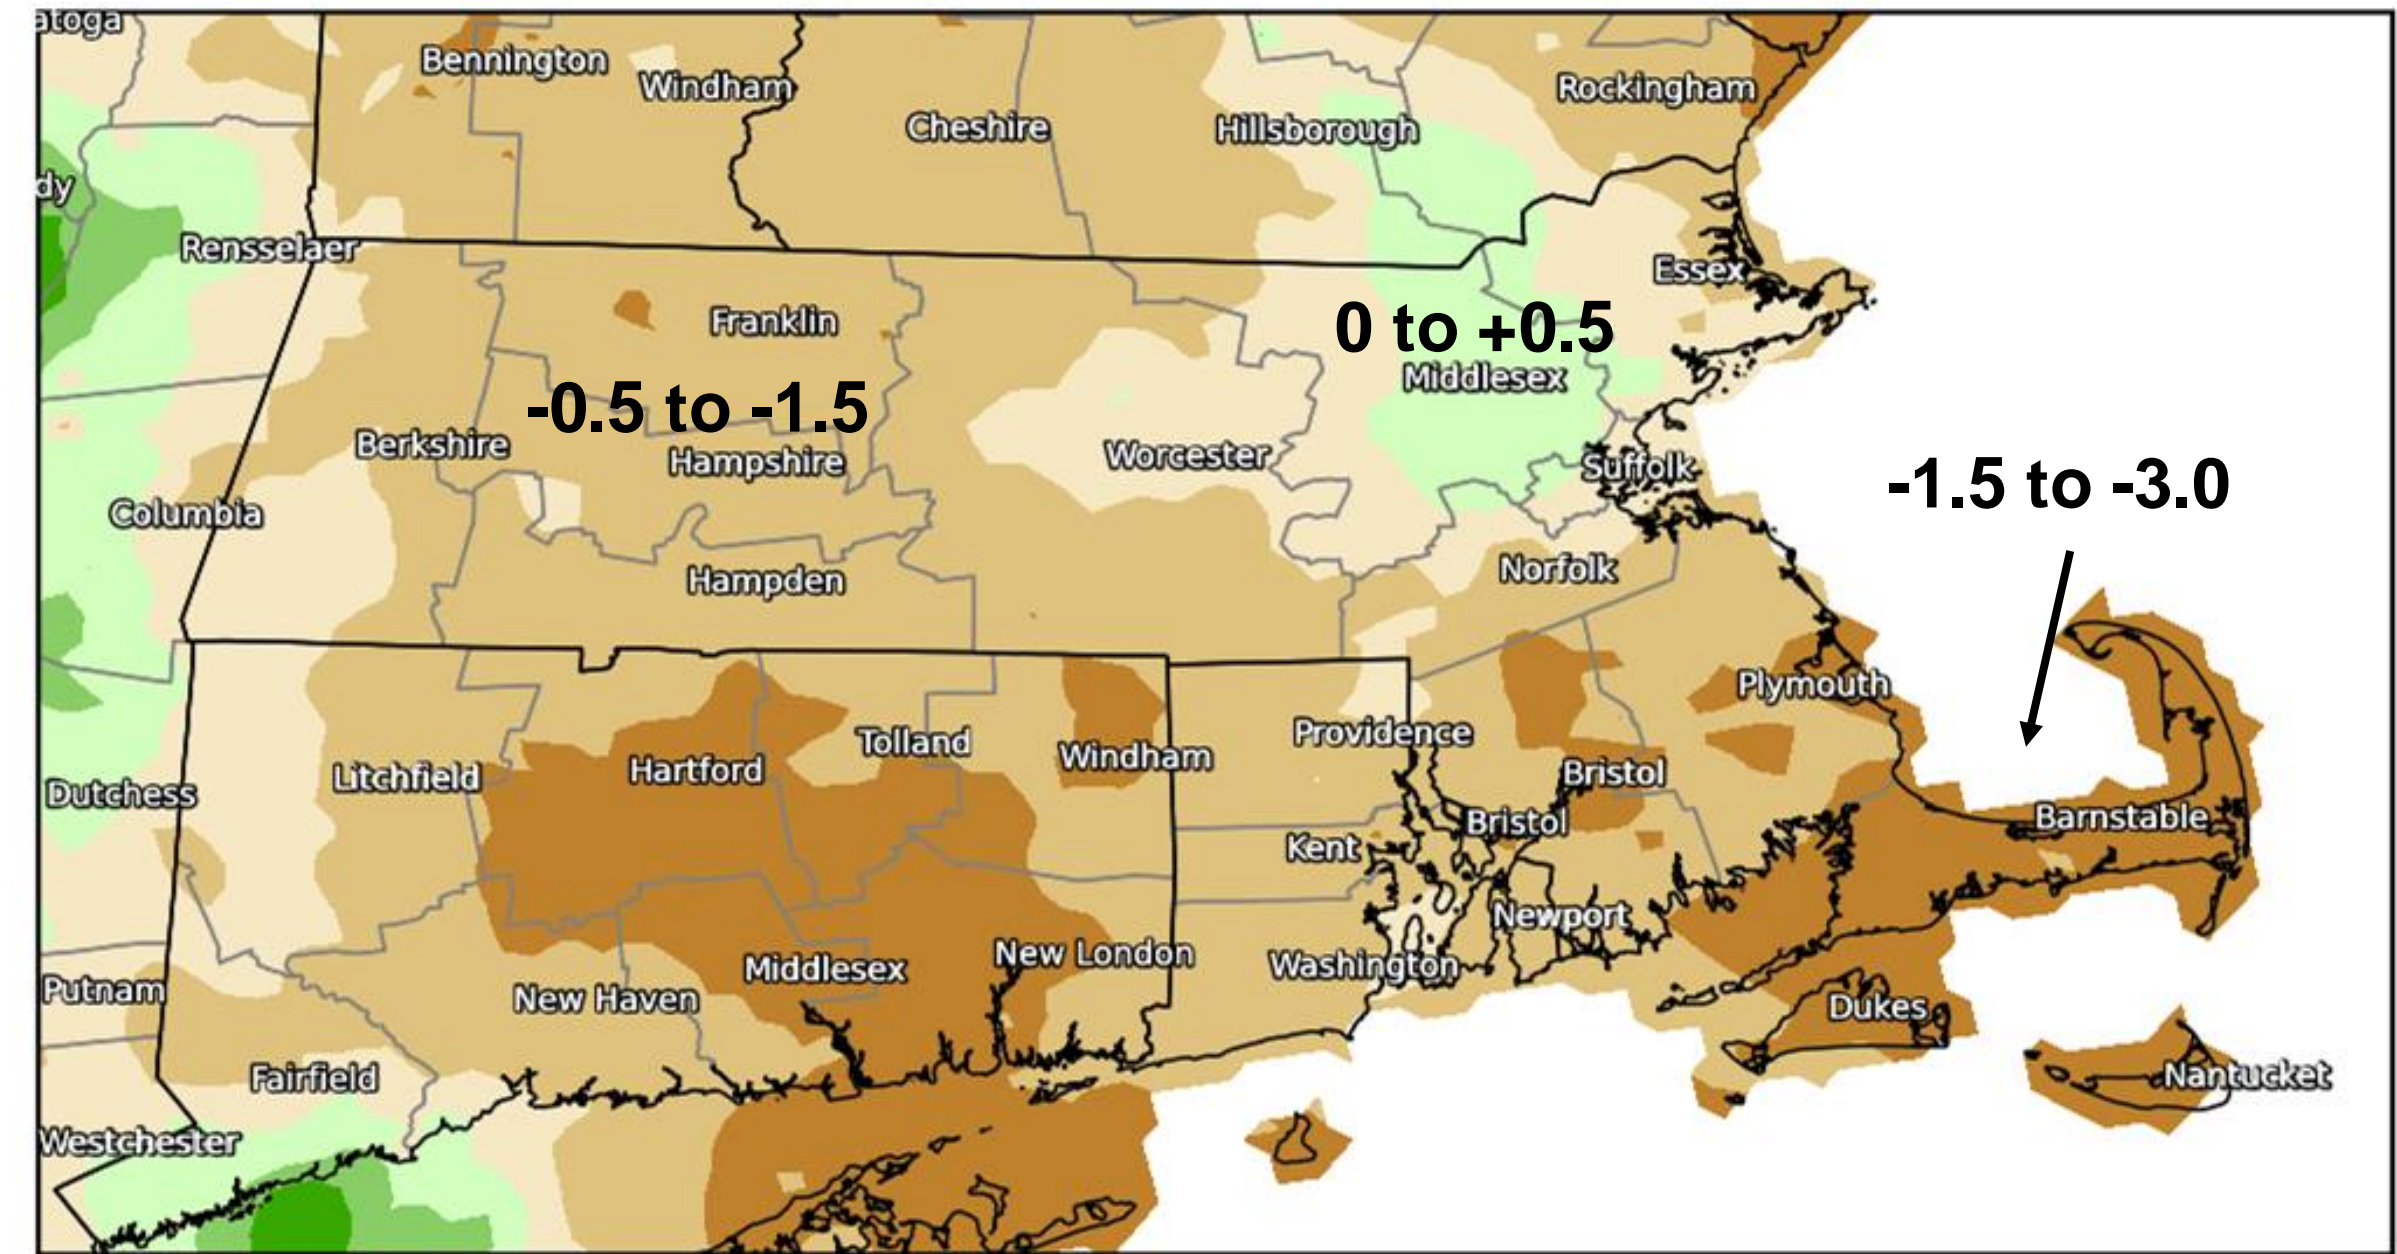 atoga
Bennington
Windham
Rockingham
Cheshire
Hillsborough
dy
Rensselaer
Essex
Franklin
0 to +0.5
Middlesex
-0.5 to -1.5
Berkshire
Hampshire
Worcester
Suffolk
-1.5 to -3.0
Columbia
Norfolk
Hampden
Plymouth
Providence
Tolland
Windham
Hartford
Litchfield
Bristol
Dutchess
Bristol
Barnstable
Kent
Newport
New London
Washington
Middlesex
Putnam
New Haven
Dukes
Fairfield
Nantucket
Westchester